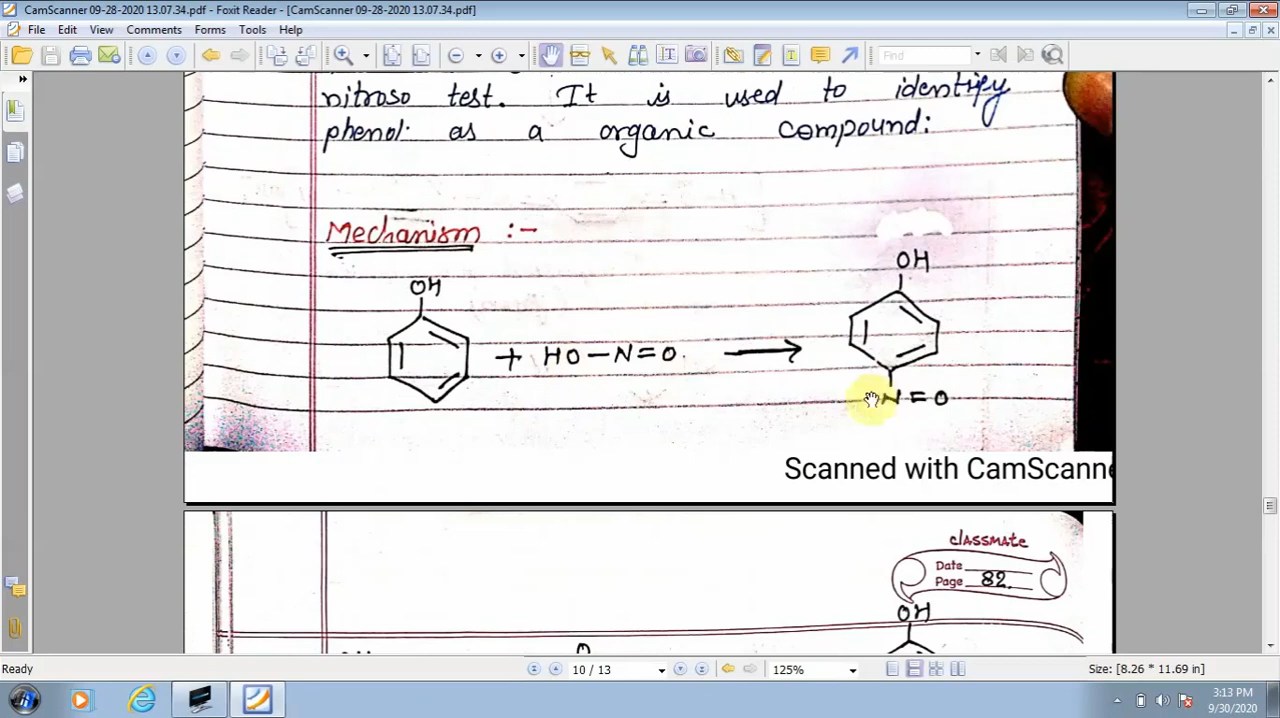 CamScanner 09-28-2020 13.07.34.pdf - Foxit Reader - [CamScanner 09-28-2020 13.07.34.pdf]
File Edit View Comments Forms Tools Help
Find
nitroso test. It is used to identify
phenol as a organic compound:
Mechanism :-
OH
OH
+ HO-N=O.
N=O
Scanned with CamScanne
classmate
Date
Page 82
OH
Ready
10 / 13
125%
Size: [8.26 * 11.69 in]
3:13 PM
9/30/2020